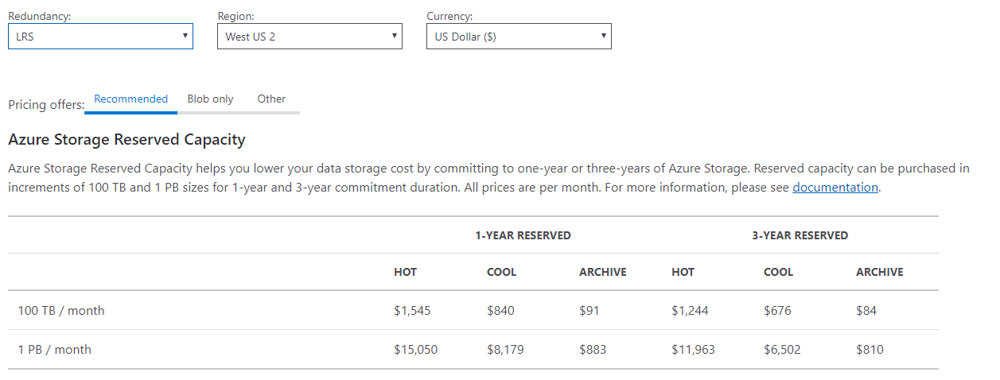 Redundancy: Region: Currency:
LRS West US 2 US Dollar ($)
Pricing offers: Recommended Blob only Other
Azure Storage Reserved Capacity
Azure Storage Reserved Capacity helps you lower your data storage cost by committing to one-year or three-years of Azure Storage. Reserved capacity can be purchased in
increments of 100 TB and 1 PB sizes for 1-year and 3-year commitment duration. All prices are per month. For more information, please see documentation.
1-YEAR RESERVED 3-YEAR RESERVED
HOT COOL ARCHIVE HOT COOL ARCHIVE
100 TB / month $1,545 $840 $91 $1,244 $676 $84
1 PB / month $15,050 $8,179 $883 $11,963 $6,502 $810